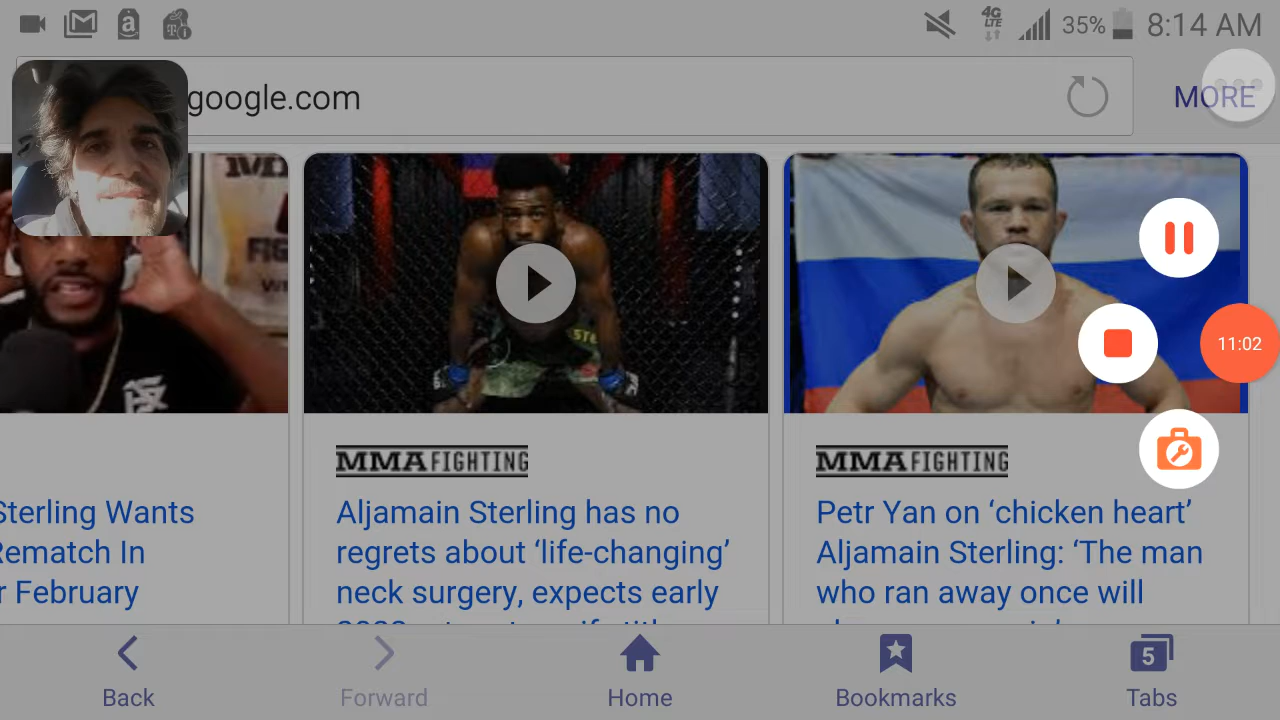 4G
LTE
35%
8:14 AM
google.com
MORE
11:02
MMAFIGHTING
MMAFIGHTING
Sterling Wants
Rematch In
r February
Aljamain Sterling has no
regrets about ‘life-changing’
neck surgery, expects early
Petr Yan on ‘chicken heart’
Aljamain Sterling: ‘The man
who ran away once will
Back
Forward
Home
Bookmarks
5
Tabs